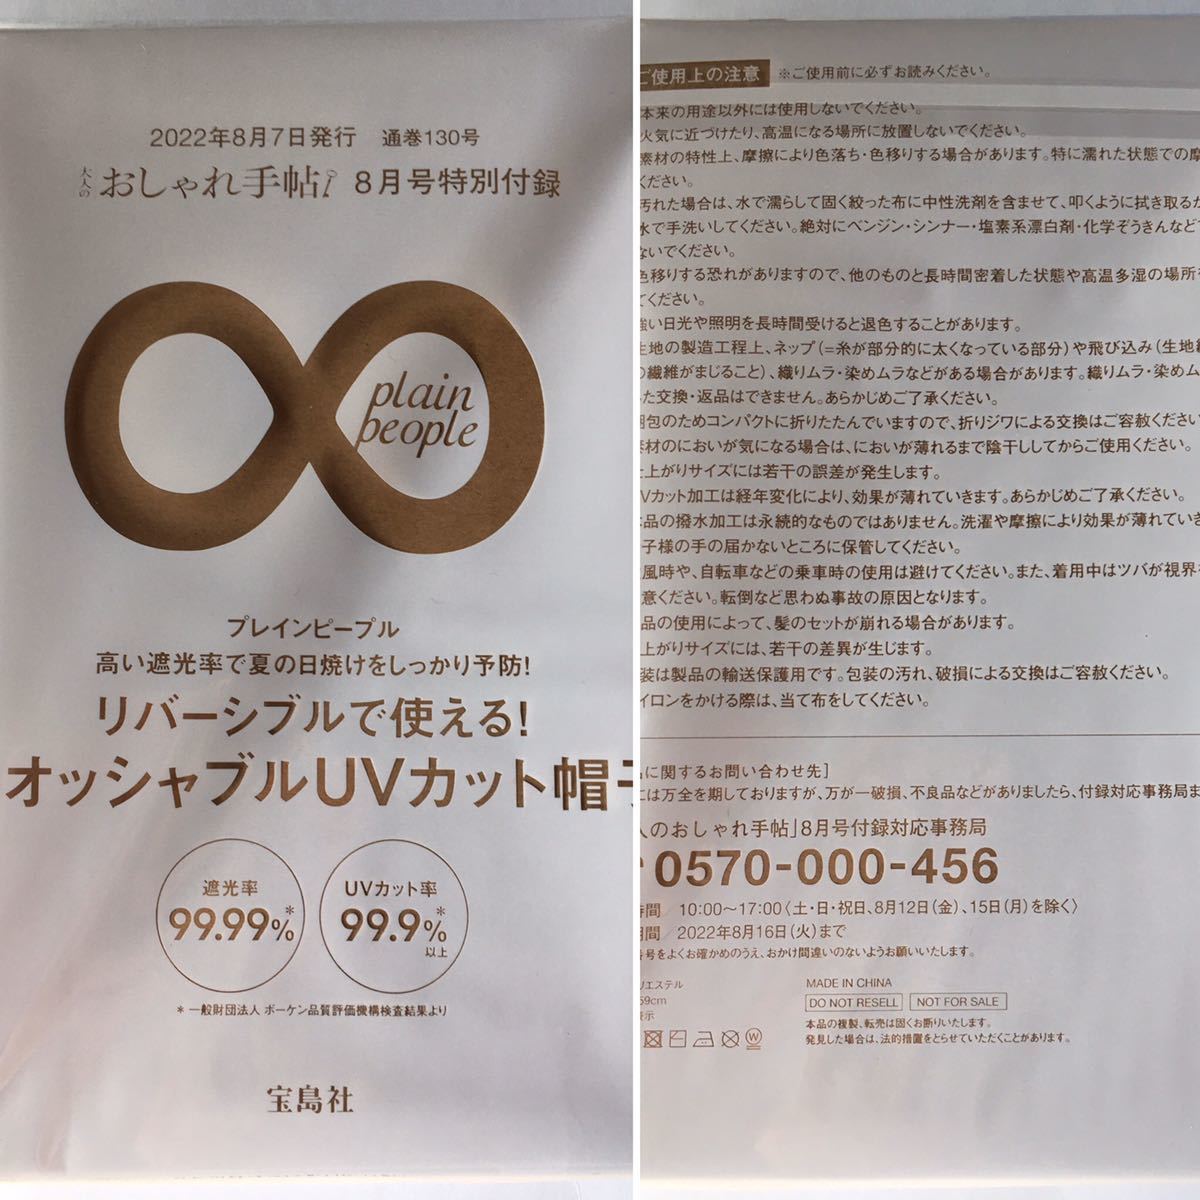 2022年8月7日発行 通巻130号
大人のおしゃれ手帖 8月号特別付録
plain
people
プレインピープル
高い遮光率で夏の日焼けをしっかり予防!
リバーシブルで使える!
オッシャブルUVカット帽子
遮光率
99.99%*
UVカット率
99.9%*
以上
* 一般財団法人 ボーケン品質評価機構検査結果より
宝島社
ご使用上の注意 ※ご使用前に必ずお読みください。
本来の用途以外には使用しないでください。
火気に近づけたり、高温になる場所に放置しないでください。
素材の特性上、摩擦により色落ち・色移りする場合があります。特に濡れた状態での摩
ください。
汚れた場合は、水で濡らして固く絞った布に中性洗剤を含ませて、叩くように拭き取るか
水で手洗いしてください。絶対にベンジン・シンナー・塩素系漂白剤・化学ぞうきんなど
ないでください。
色移りする恐れがありますので、他のものと長時間密着した状態や高温多湿の場所
てください。
強い日光や照明を長時間受けると退色することがあります。
生地の製造工程上、ネップ(=糸が部分的に太くなっている部分)や飛び込み(生地
の繊維がまじること)、織りムラ・染めムラなどがある場合があります。織りムラ・染めム
た交換・返品はできません。あらかじめご了承ください。
梱包のためコンパクトに折りたたんでいますので、折りジワによる交換はご容赦ください
素材のにおいが気になる場合は、においが薄れるまで陰干ししてからご使用ください。
上がりサイズには若干の誤差が発生します。
Vカット加工は経年変化により、効果が薄れていきます。あらかじめご了承ください。
品の撥水加工は永続的なものではありません。洗濯や摩擦により効果が薄れていき
子様の手の届かないところに保管してください。
風時や、自転車などの乗車時の使用は避けてください。また、着用中はツバが視界
意ください。転倒など思わぬ事故の原因となります。
品の使用によって、髪のセットが崩れる場合があります。
上がりサイズには、若干の差異が生じます。
装は製品の輸送保護用です。包装の汚れ、破損による交換はご容赦ください。
イロンをかける際は、当て布をしてください。
に関するお問い合わせ先]
には万全を期しておりますが、万が一破損、不良品などがありましたら、付録対応事務局ま
人のおしゃれ手帖」8月号付録対応事務局
0570-000-456
時間/10:00〜17:00〈土・日・祝日、8月12日(金)、15日(月)を除く〉
期間/2022年8月16日(火)まで
番号をよくお確かめのうえ、おかけ間違いのないようお願いいたします。
リエステル
59cm
表示
MADE IN CHINA
DO NOT RESELL NOT FOR SALE
本品の複製、転売は固くお断りいたします。
発見した場合は、法的措置をとらせていただくことがあります。
W